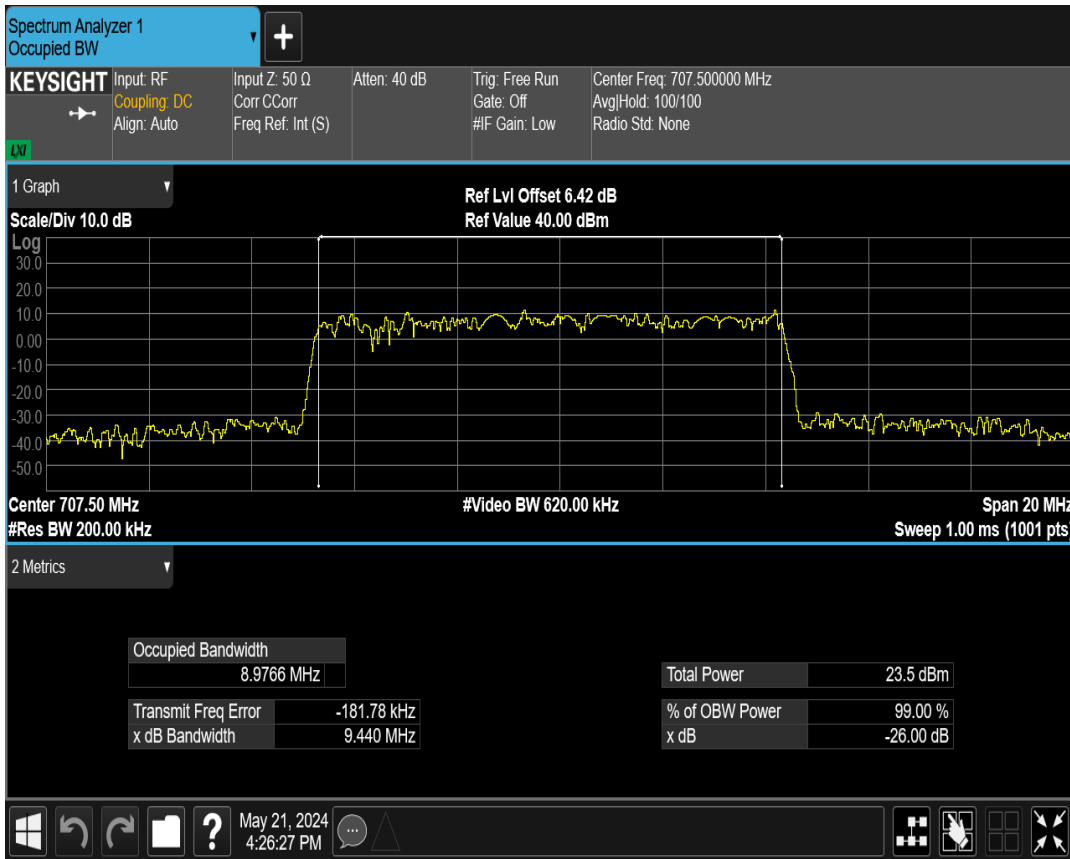 Spectrum Analyzer 1
Occupied BW
KEYSIGHT
LXI
Input: RF
Coupling: DC
Align: Auto
Input Z: 50 Ω
Corr CCorr
Freq Ref: Int (S)
Atten: 40 dB
Trig: Free Run
Gate: Off
#IF Gain: Low
Center Freq: 707.500000 MHz
Avg|Hold: 100/100
Radio Std: None
1 Graph
Scale/Div 10.0 dB
Ref Lvl Offset 6.42 dB
Ref Value 40.00 dBm
Log
30.0
20.0
10.0
0.00
-10.0
-20.0
-30.0
-40.0
-50.0
Center 707.50 MHz
#Video BW 620.00 kHz
Span 20 MHz
#Res BW 200.00 kHz
Sweep 1.00 ms (1001 pts)
2 Metrics
Occupied Bandwidth
8.9766 MHz
Total Power 23.5 dBm
Transmit Freq Error -181.78 kHz
% of OBW Power 99.00 %
x dB Bandwidth 9.440 MHz
x dB -26.00 dB
May 21, 2024
4:26:27 PM